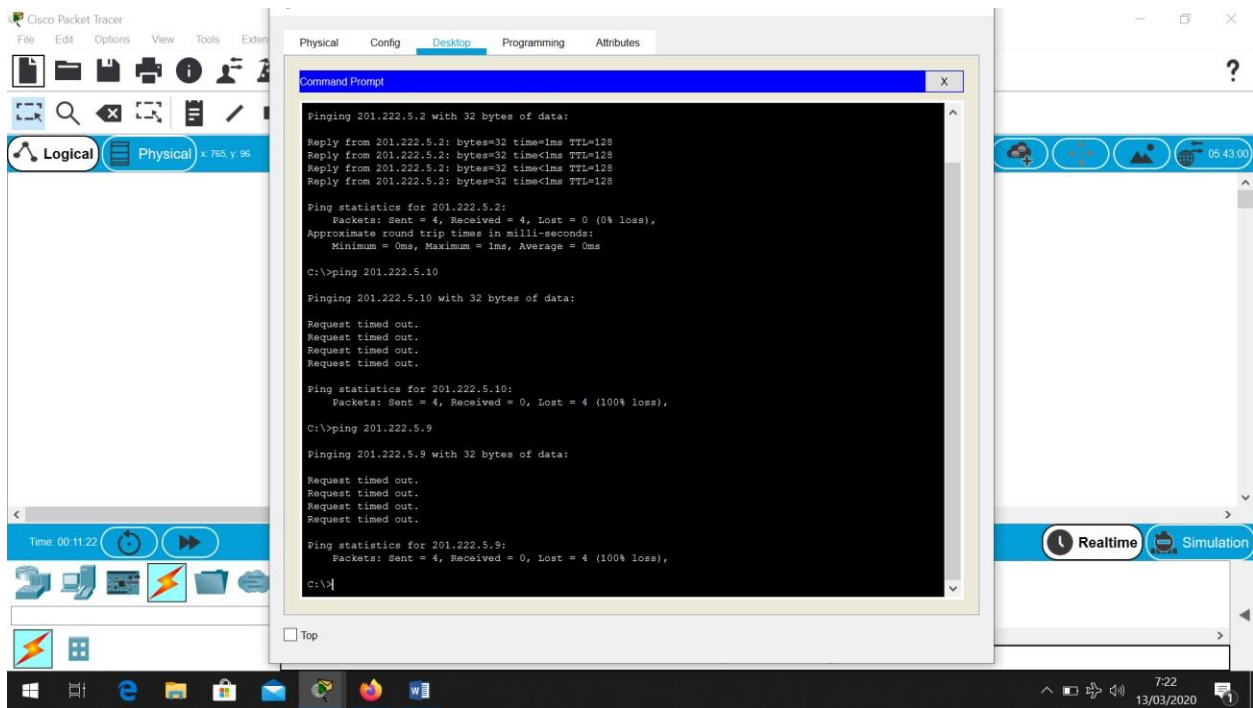 Cisco Packet Tracer
File Edit Options View Tools Exten
Physical Config Desktop Programming Attributes
Command Prompt X
Pinging 201.222.5.2 with 32 bytes of data:
Reply from 201.222.5.2: bytes=32 time=1ms TTL=128
Reply from 201.222.5.2: bytes=32 time<1ms TTL=128
Reply from 201.222.5.2: bytes=32 time<1ms TTL=128
Reply from 201.222.5.2: bytes=32 time<1ms TTL=128
Ping statistics for 201.222.5.2:
Packets: Sent = 4, Received = 4, Lost = 0 (0% loss),
Approximate round trip times in milli-seconds:
Minimum = 0ms, Maximum = 1ms, Average = 0ms
C:\>ping 201.222.5.10
Pinging 201.222.5.10 with 32 bytes of data:
Request timed out.
Request timed out.
Request timed out.
Request timed out.
Ping statistics for 201.222.5.10:
Packets: Sent = 4, Received = 0, Lost = 4 (100% loss),
C:\>ping 201.222.5.9
Pinging 201.222.5.9 with 32 bytes of data:
Request timed out.
Request timed out.
Request timed out.
Request timed out.
Ping statistics for 201.222.5.9:
Packets: Sent = 4, Received = 0, Lost = 4 (100% loss),
C:\>
Top
Logical Physical x: 765, y: 96
05:43:00
Time: 00:11:22
Realtime Simulation
7:22
13/03/2020